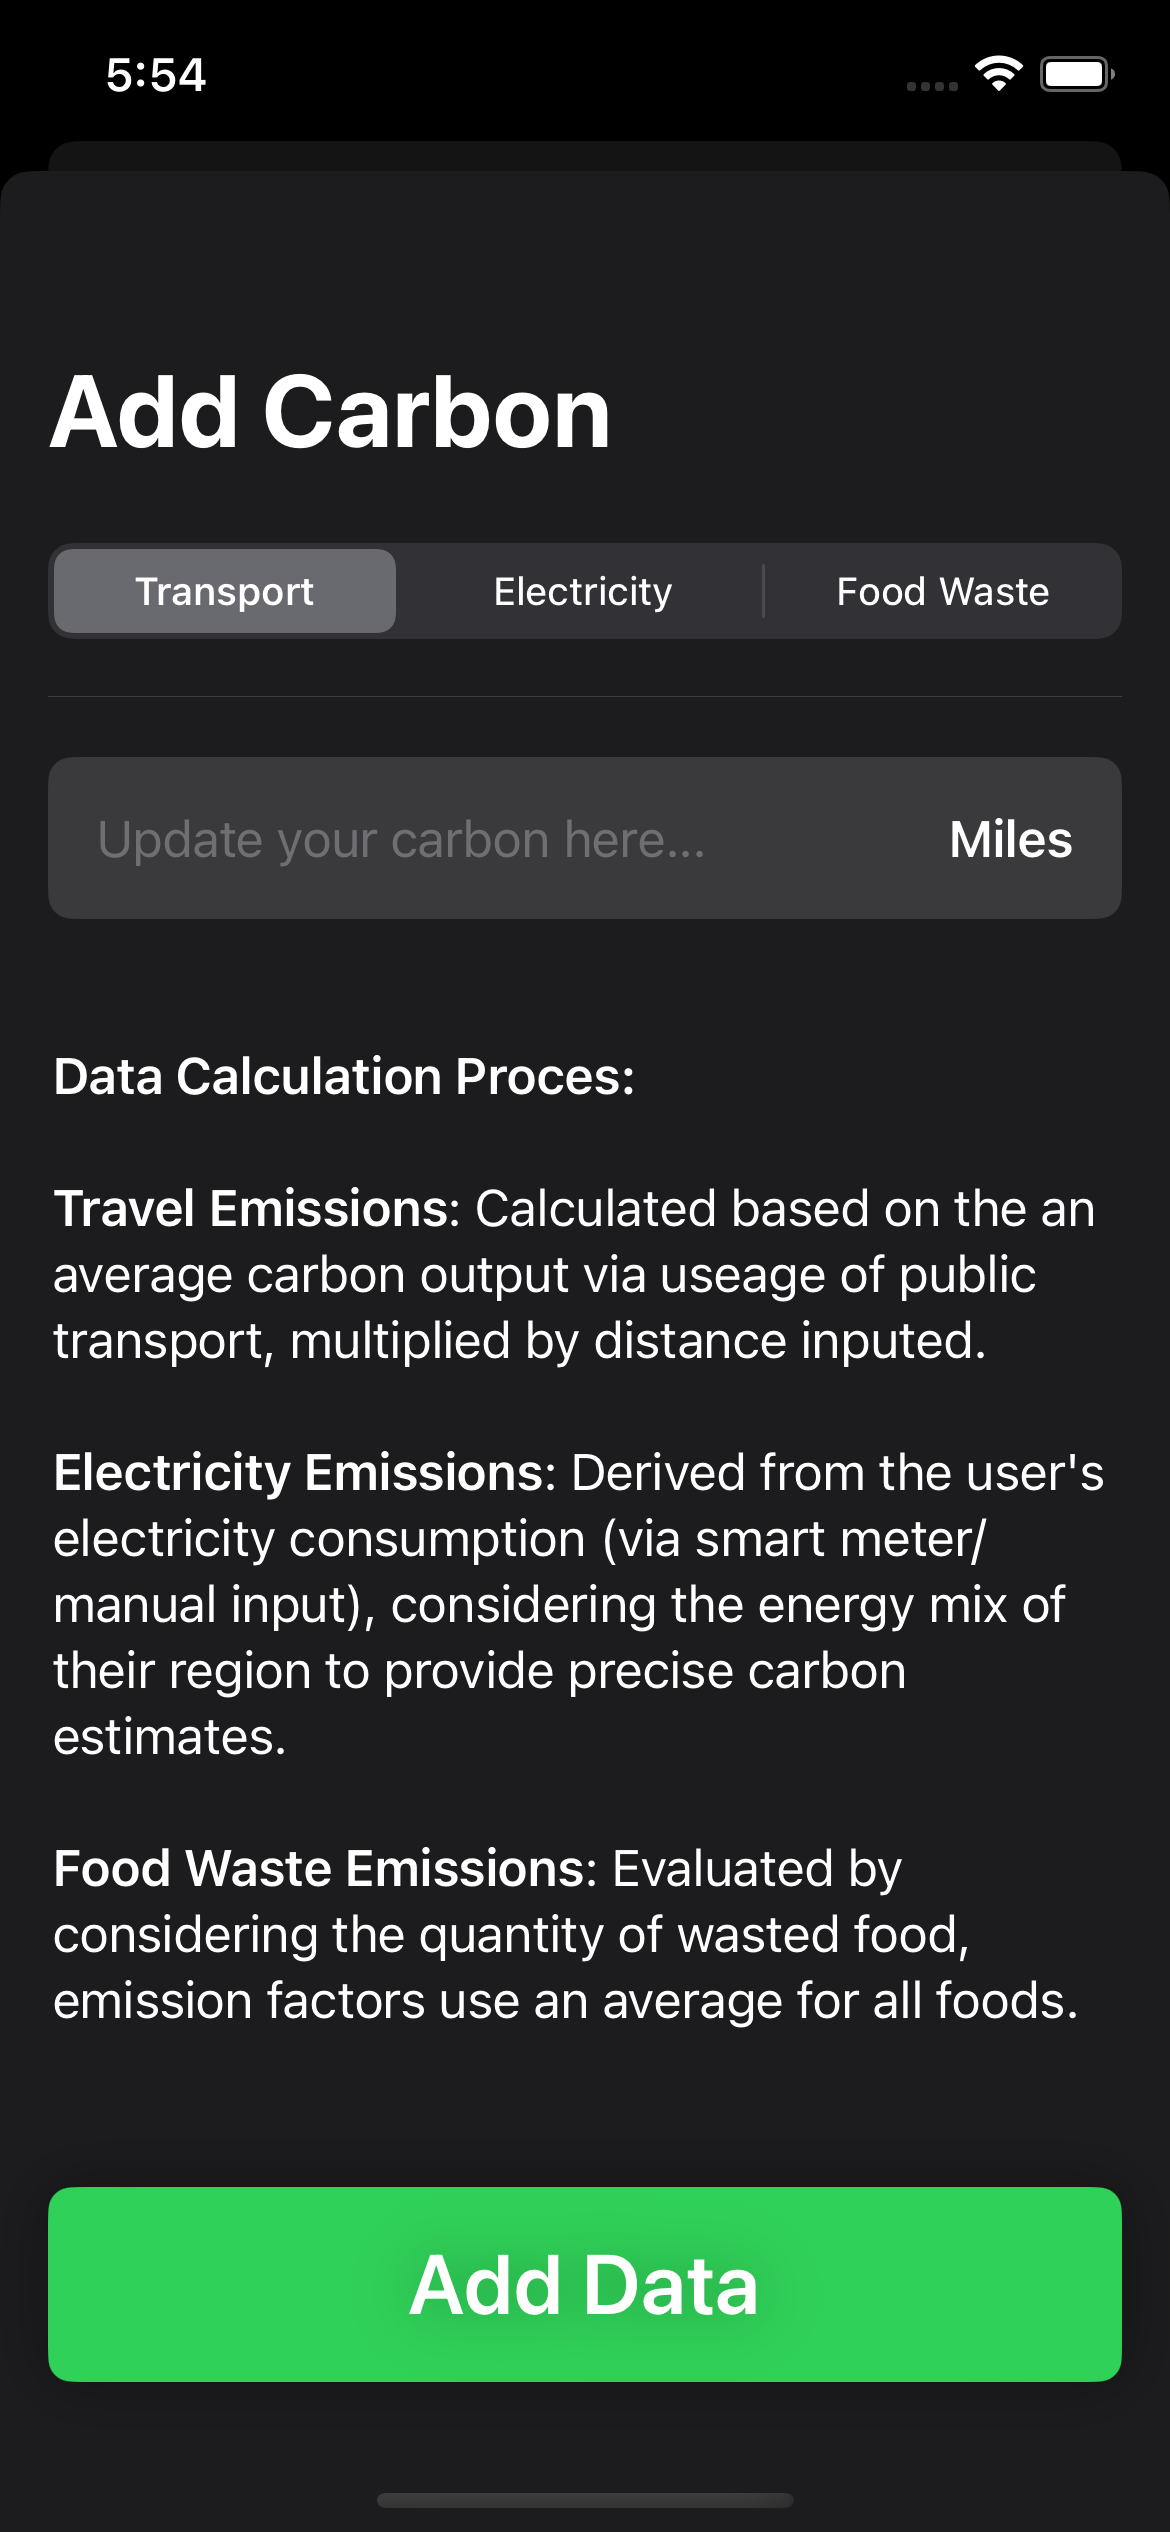 5:54
Add Carbon
Transport
Electricity
Food Waste
Update your carbon here... Miles
Data Calculation Proces:
Travel Emissions: Calculated based on the an
average carbon output via useage of public
transport, multiplied by distance inputed.
Electricity Emissions: Derived from the user's
electricity consumption (via smart meter/
manual input), considering the energy mix of
their region to provide precise carbon
estimates.
Food Waste Emissions: Evaluated by
considering the quantity of wasted food,
emission factors use an average for all foods.
Add Data